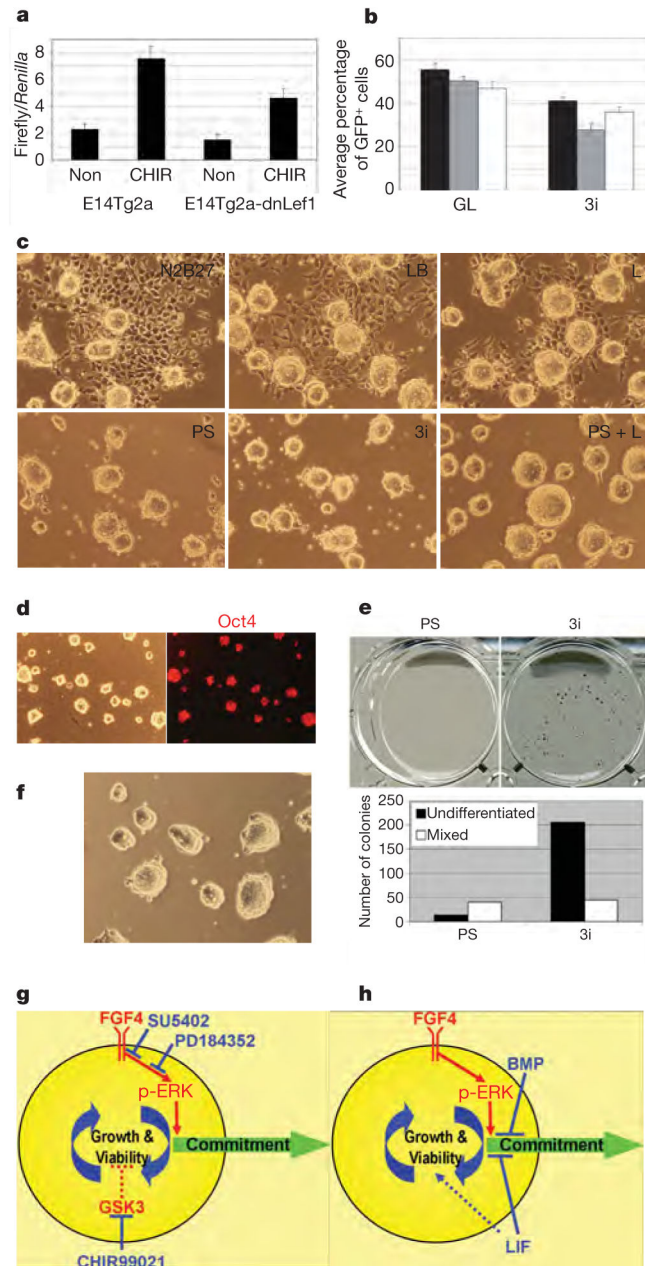 a
Firefly/Renilla
8
6
4
2
0
Non CHIR Non CHIR
E14Tg2a E14Tg2a-dnLef1
b
Average percentage
of GFP+ cells
60
40
20
0
GL 3i
c
N2B27 LB L
PS 3i PS + L
d
Oct4
e
PS 3i
f
Number of colonies
250
200
150
100
50
0
Undifferentiated
Mixed
PS 3i
g
FGF4
SU5402
PD184352
p-ERK
Growth &
Viability
Commitment
GSK3
CHIR99021
h
FGF4
BMP
p-ERK
Growth &
Viability
Commitment
LIF